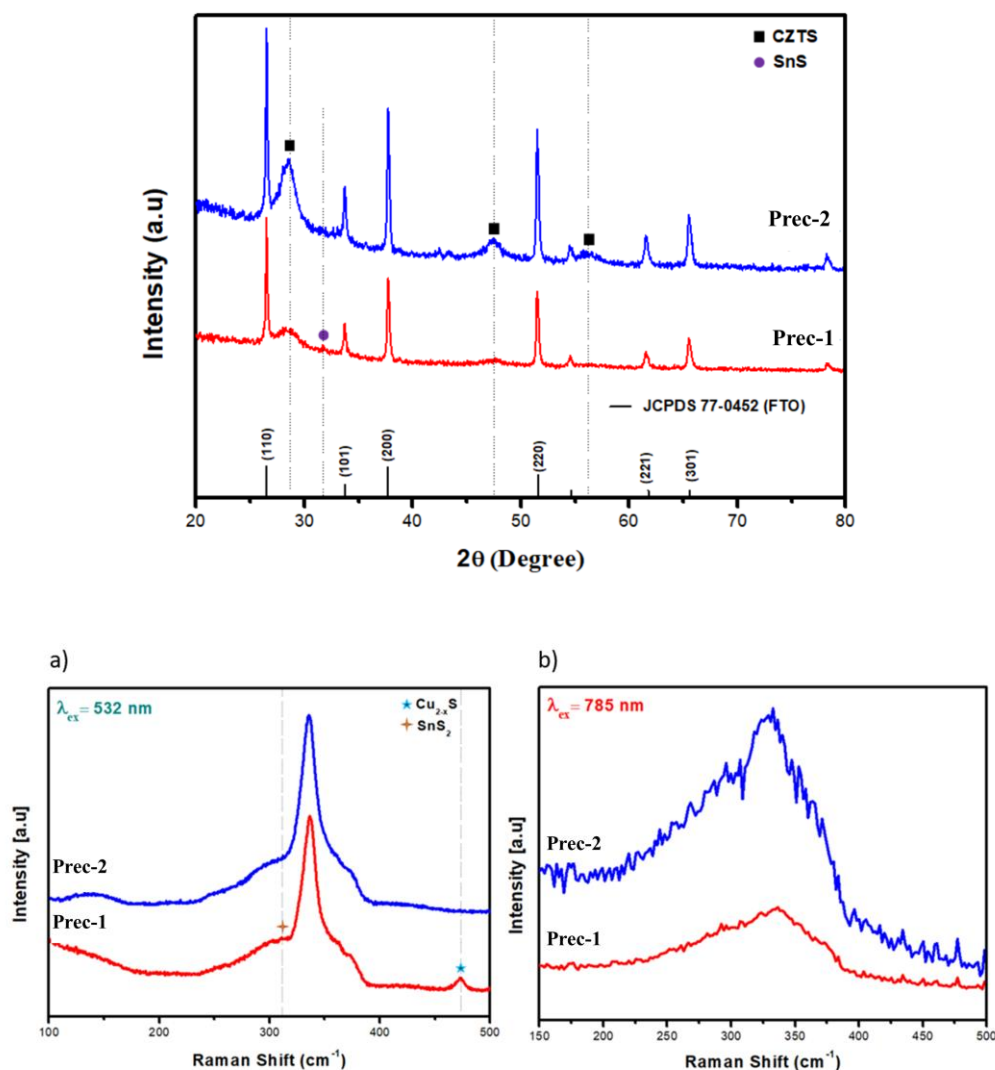 ■ CZTS
● SnS
Intensity (a.u)
Prec-2
Prec-1
— JCPDS 77-0452 (FTO)
(110)
(101)
(200)
(220)
(221)
(301)
20 30 40 50 60 70 80
2θ (Degree)
a)
λex= 532 nm
★ Cu2-xS
SnS2
Intensity [a.u]
Prec-2
Prec-1
100 200 300 400 500
Raman Shift (cm-1)
b)
λex= 785 nm
Intensity [a.u]
Prec-2
Prec-1
150 200 250 300 350 400 450 500
Raman Shift (cm-1)